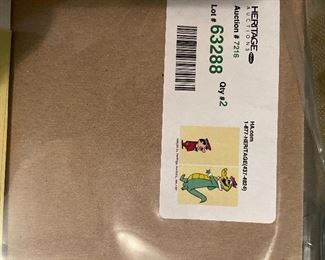 HERITAGE
AUCTIONS
Auction # 7216
Lot # 63288 Qty #2
HA.com
1-877-HERITAGE(437-4824)